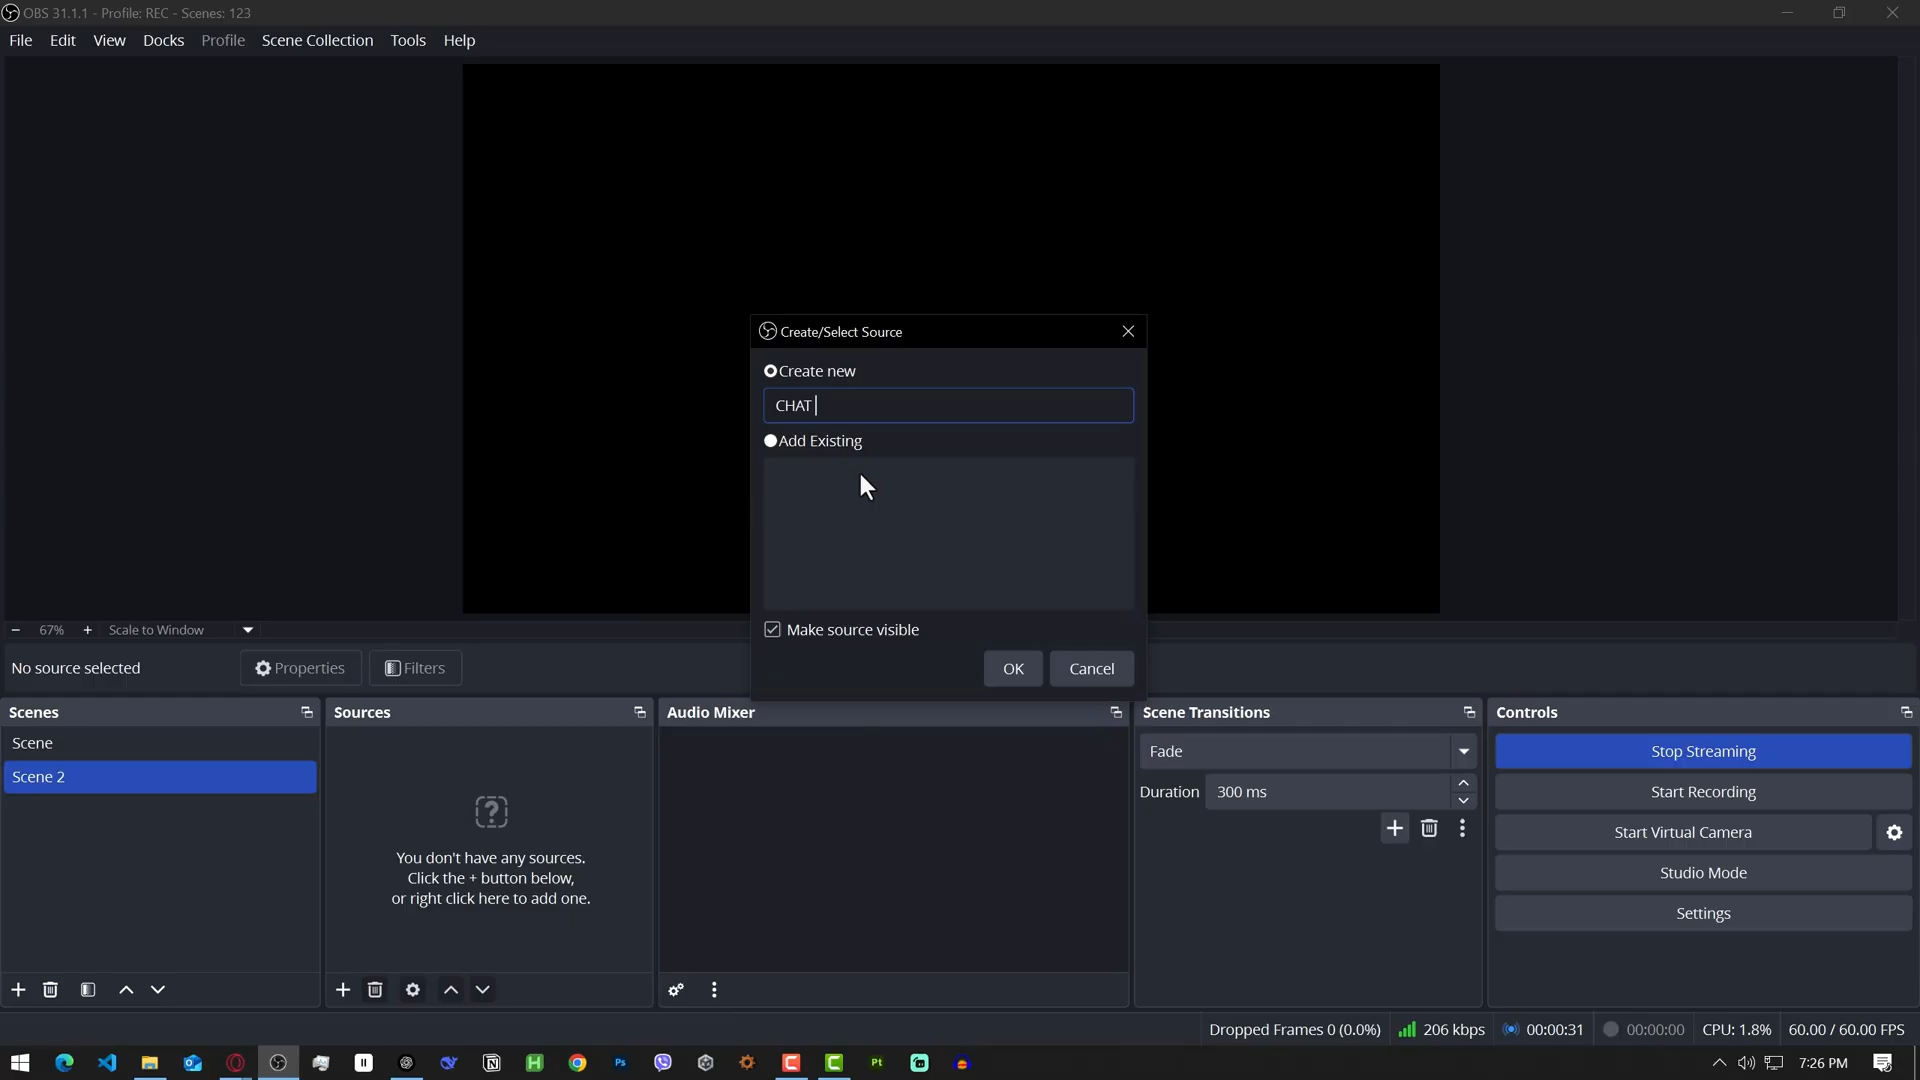 OBS 31.1.1 - Profile: REC - Scenes: 123
File Edit View Docks Profile Scene Collection Tools Help
Create/Select Source
Create new
CHAT
Add Existing
Make source visible
OK Cancel
67% Scale to Window
No source selected Properties Filters
Scenes
Scene
Scene 2
Sources
You don't have any sources.
Click the + button below,
or right click here to add one.
Audio Mixer
Scene Transitions
Fade
Duration 300 ms
Controls
Stop Streaming
Start Recording
Start Virtual Camera
Studio Mode
Settings
Dropped Frames 0 (0.0%) 206 kbps 00:00:31 00:00:00 CPU: 1.8% 60.00 / 60.00 FPS
Ps Pt 7:26 PM